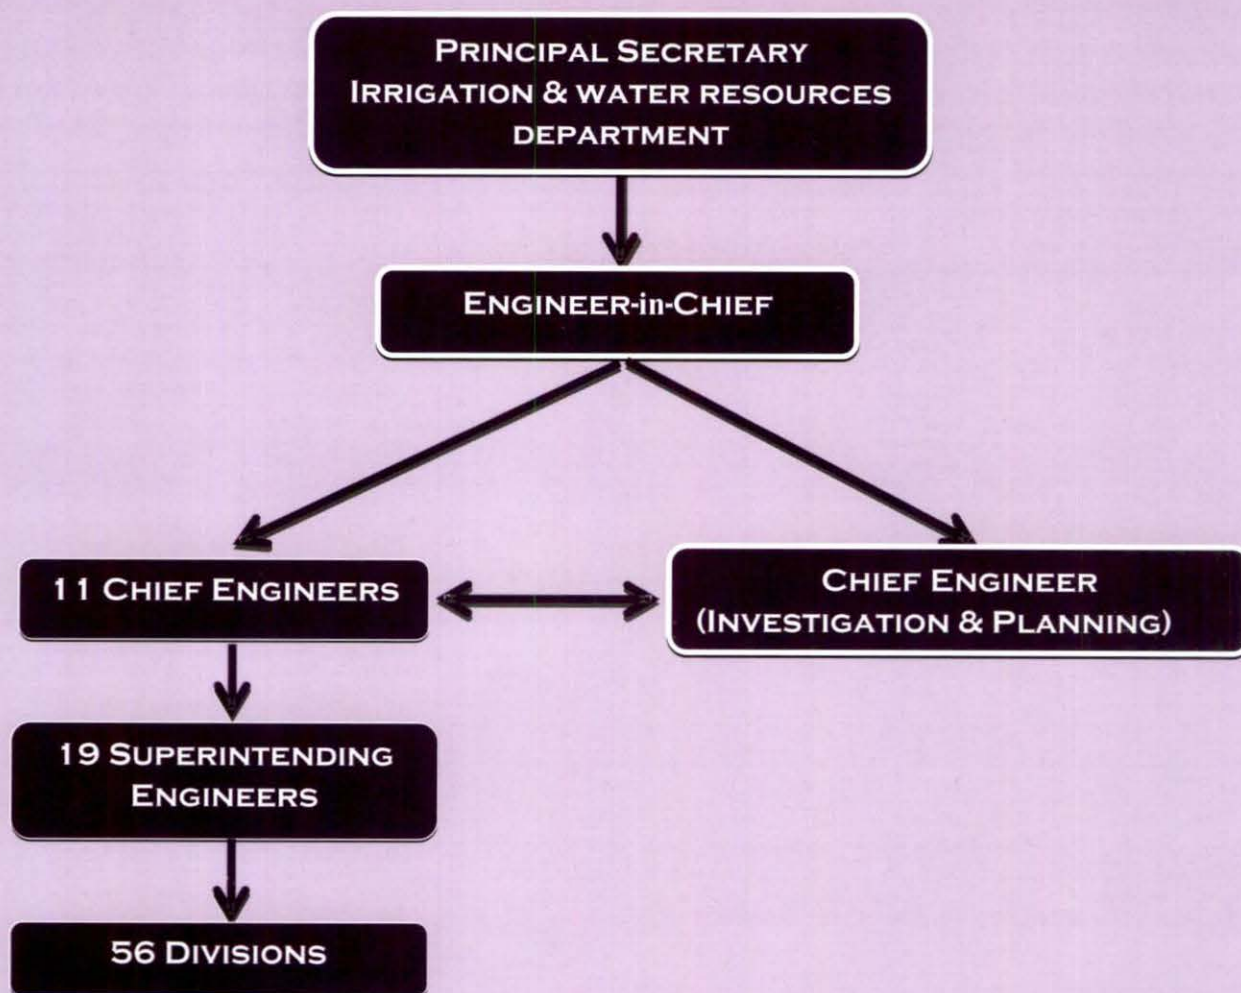 PRINCIPAL SECRETARY
IRRIGATION & WATER RESOURCES
DEPARTMENT
ENGINEER-in-CHIEF
11 CHIEF ENGINEERS
CHIEF ENGINEER
(INVESTIGATION & PLANNING)
19 SUPERINTENDING
ENGINEERS
56 DIVISIONS